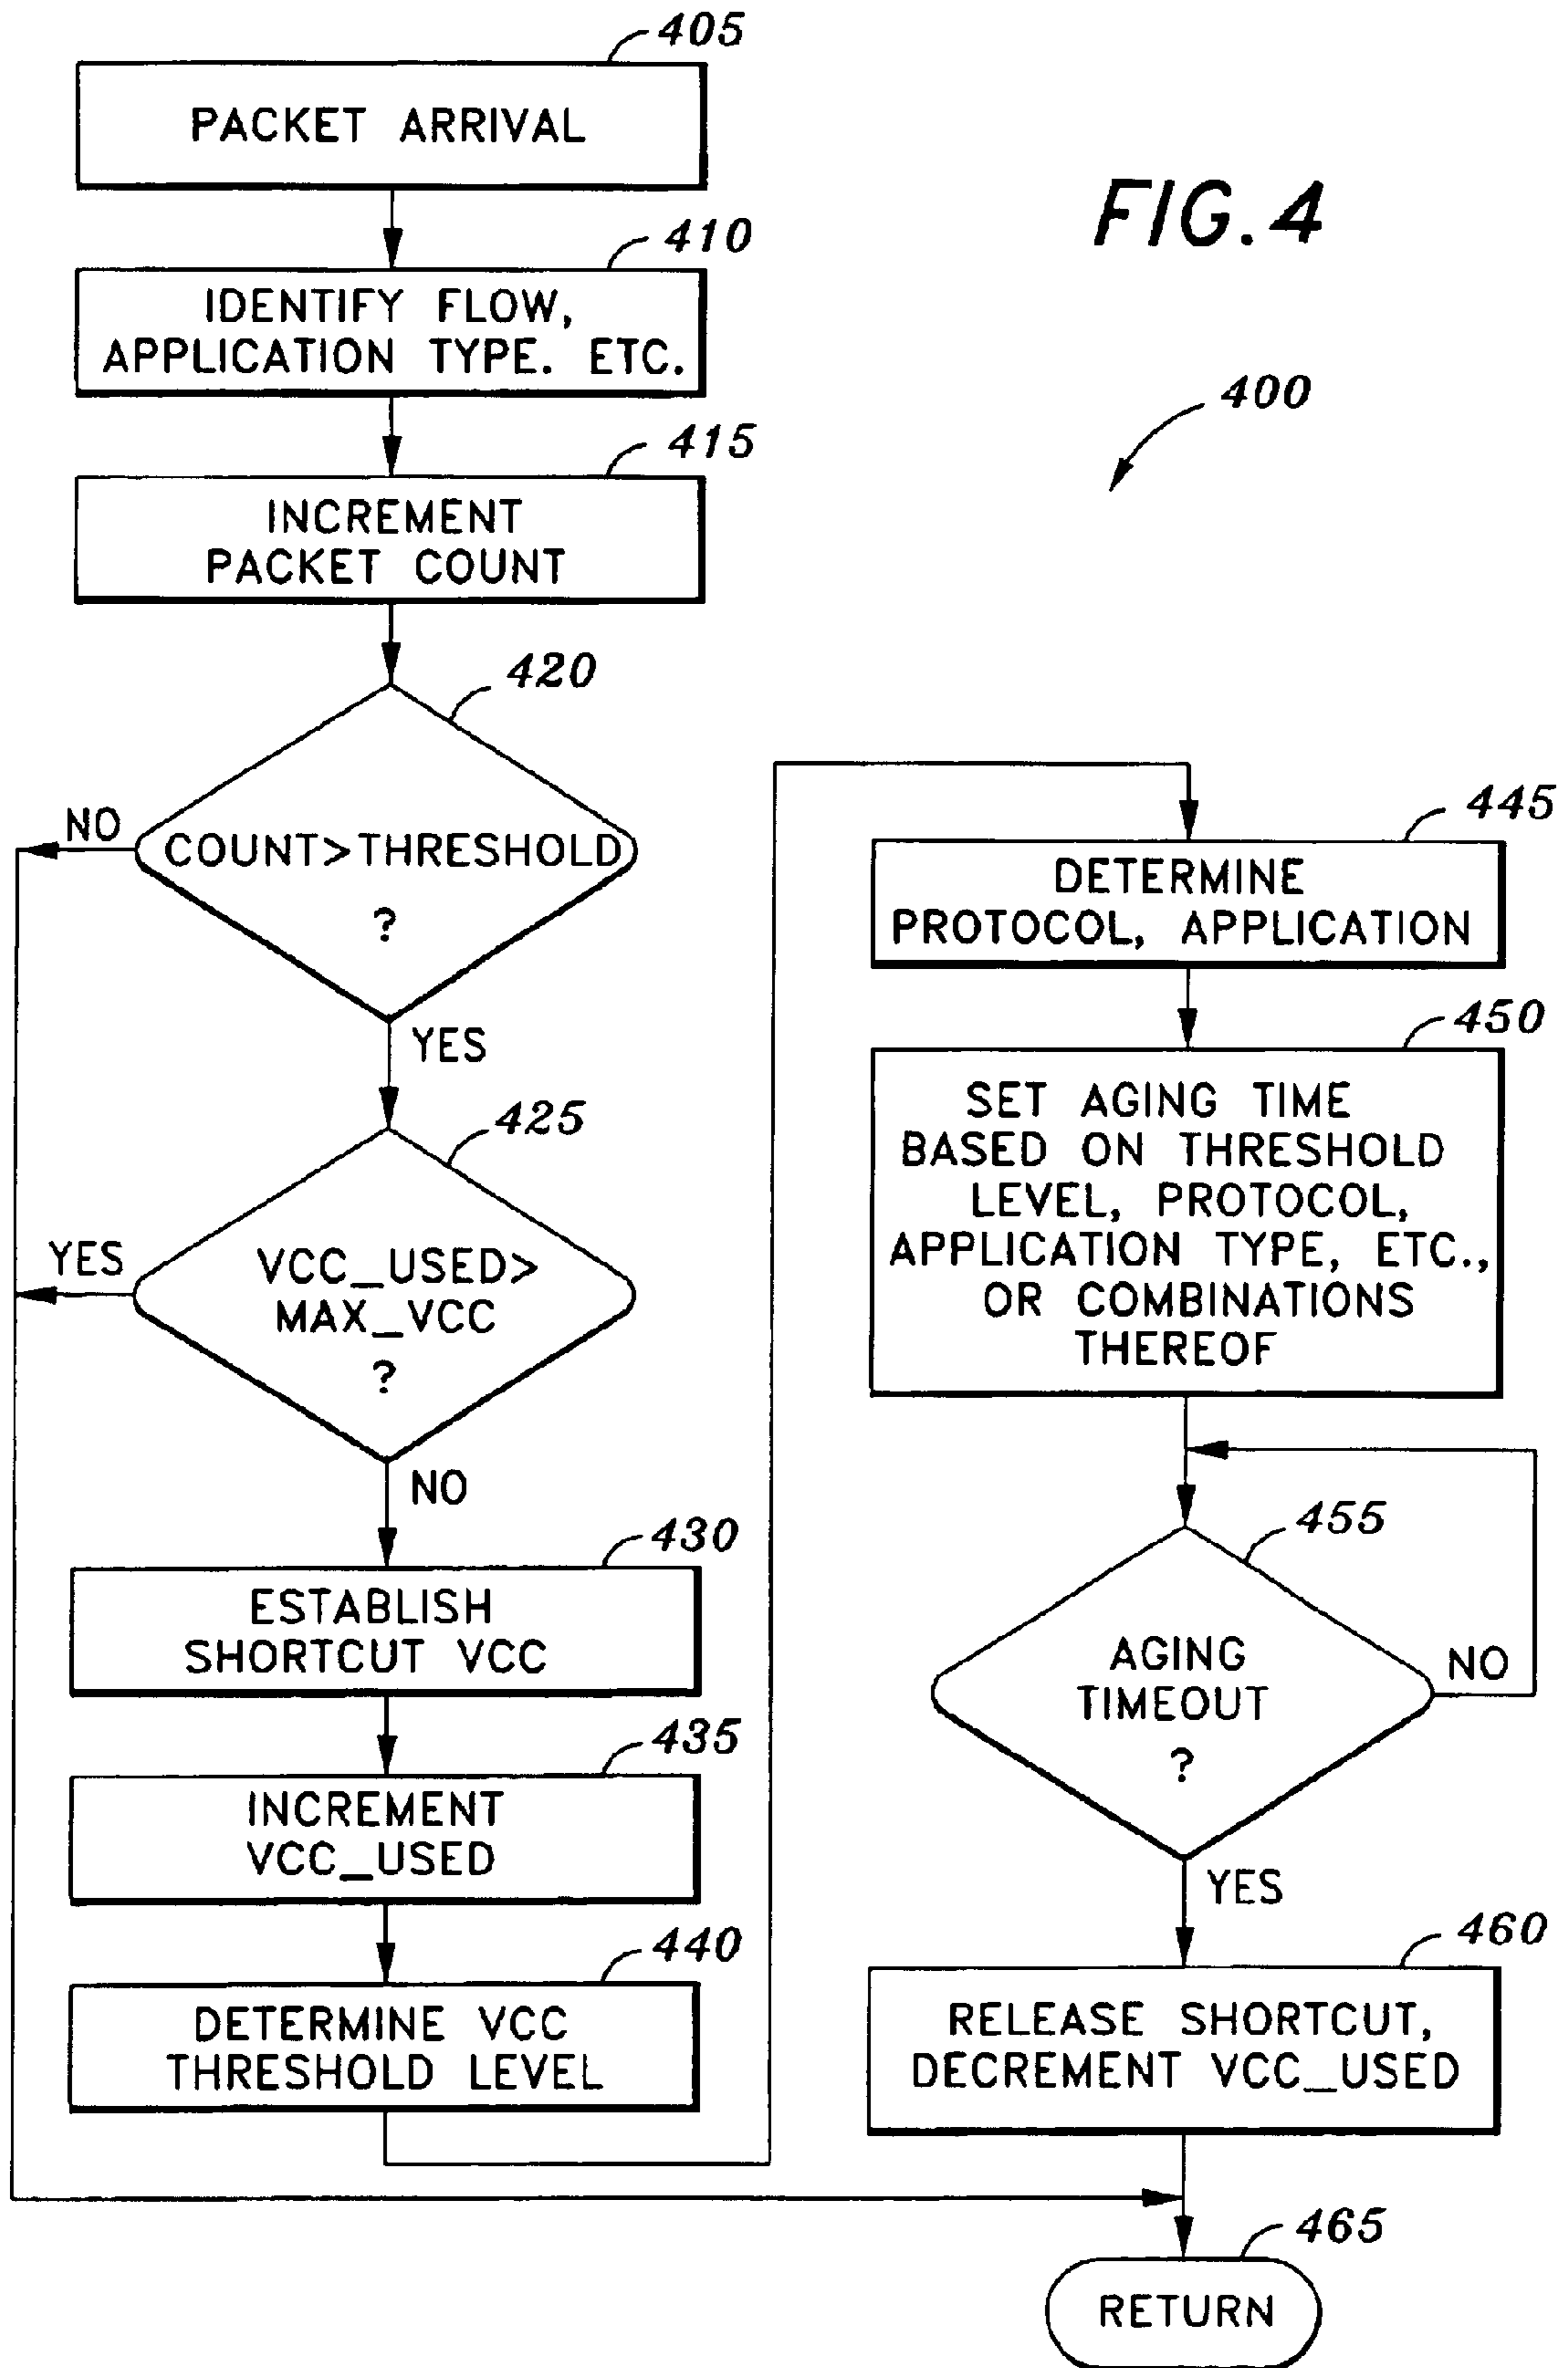 405
PACKET ARRIVAL
FIG.4
410
IDENTIFY FLOW,
APPLICATION TYPE. ETC.
400
415
INCREMENT
PACKET COUNT
420
NO
COUNT>THRESHOLD
?
YES
425
YES
VCC_USED>
MAX_VCC
?
NO
430
ESTABLISH
SHORTCUT VCC
435
INCREMENT
VCC_USED
440
DETERMINE VCC
THRESHOLD LEVEL
445
DETERMINE
PROTOCOL, APPLICATION
450
SET AGING TIME
BASED ON THRESHOLD
LEVEL, PROTOCOL,
APPLICATION TYPE, ETC.,
OR COMBINATIONS
THEREOF
455
AGING
TIMEOUT
?
NO
YES
460
RELEASE SHORTCUT,
DECREMENT VCC_USED
465
RETURN